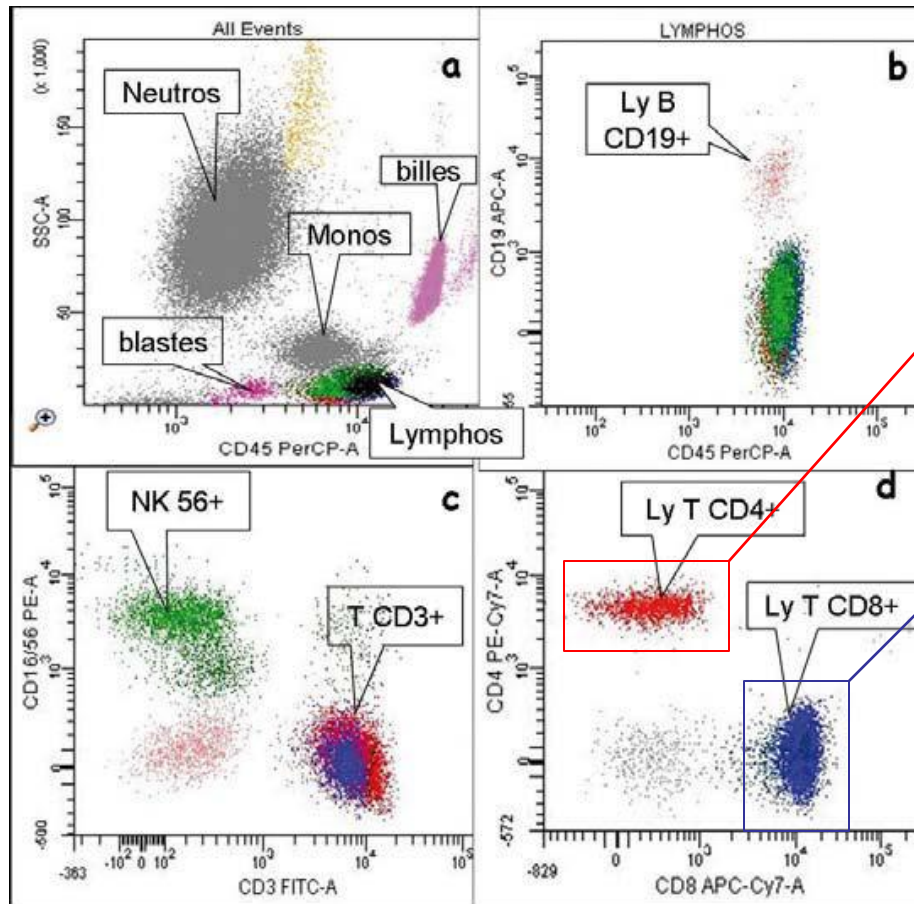 All Events
a
(x 1,000)
Neutros
150
billes
SSC-A
100
Monos
50
blastes
10³
10⁴
CD45 PerCP-A
Lymphos
LYMPHOS
b
10⁵
Ly B
CD19+
10⁴
CD19 APC-A
10³
10² 10³ 10⁴ 10⁵
CD45 PerCP-A
c
10⁵
NK 56+
10⁴
T CD3+
CD16/56 PE-A
10³
0
-500
-363
-10² 0 10² 10³ 10⁴
CD3 FITC-A
d
10⁵
Ly T CD4+
10⁴
Ly T CD8+
CD4 PE-Cy7-A
10³
0
-572
-829
0 10³ 10⁴ 10⁵
CD8 APC-Cy7-A